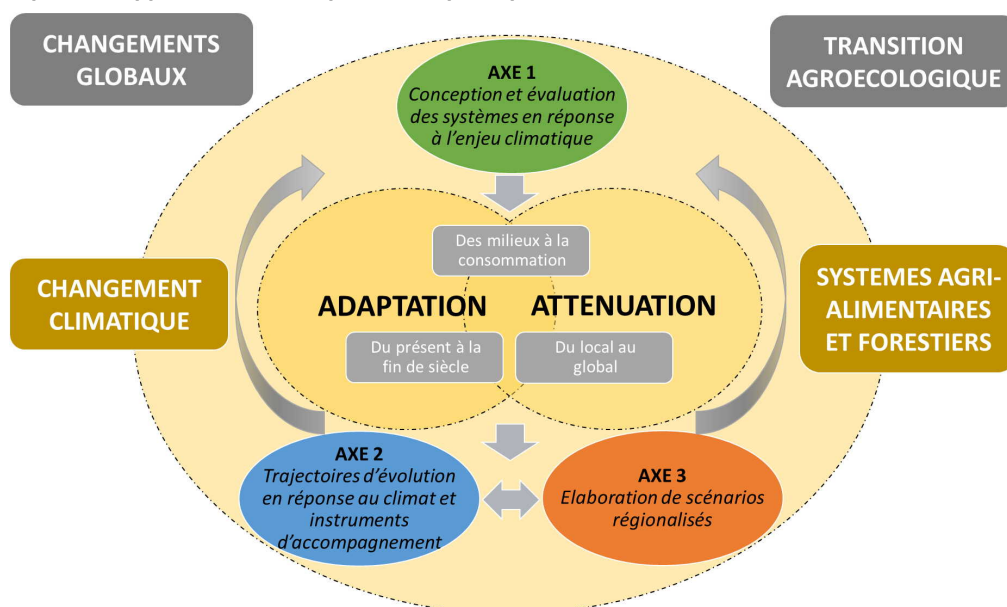 CHANGEMENTS
GLOBAUX
TRANSITION
AGROECOLOGIQUE
AXE 1
Conception et évaluation
des systèmes en réponse
à l’enjeu climatique
Des milieux à la
consommation
CHANGEMENT
CLIMATIQUE
SYSTEMES AGRI-
ALIMENTAIRES
ET FORESTIERS
ADAPTATION
ATTENUATION
Du présent à la
fin de siècle
Du local au
global
AXE 2
Trajectoires d’évolution
en réponse au climat et
instruments
d’accompagnement
AXE 3
Elaboration de scénarios
régionalisés